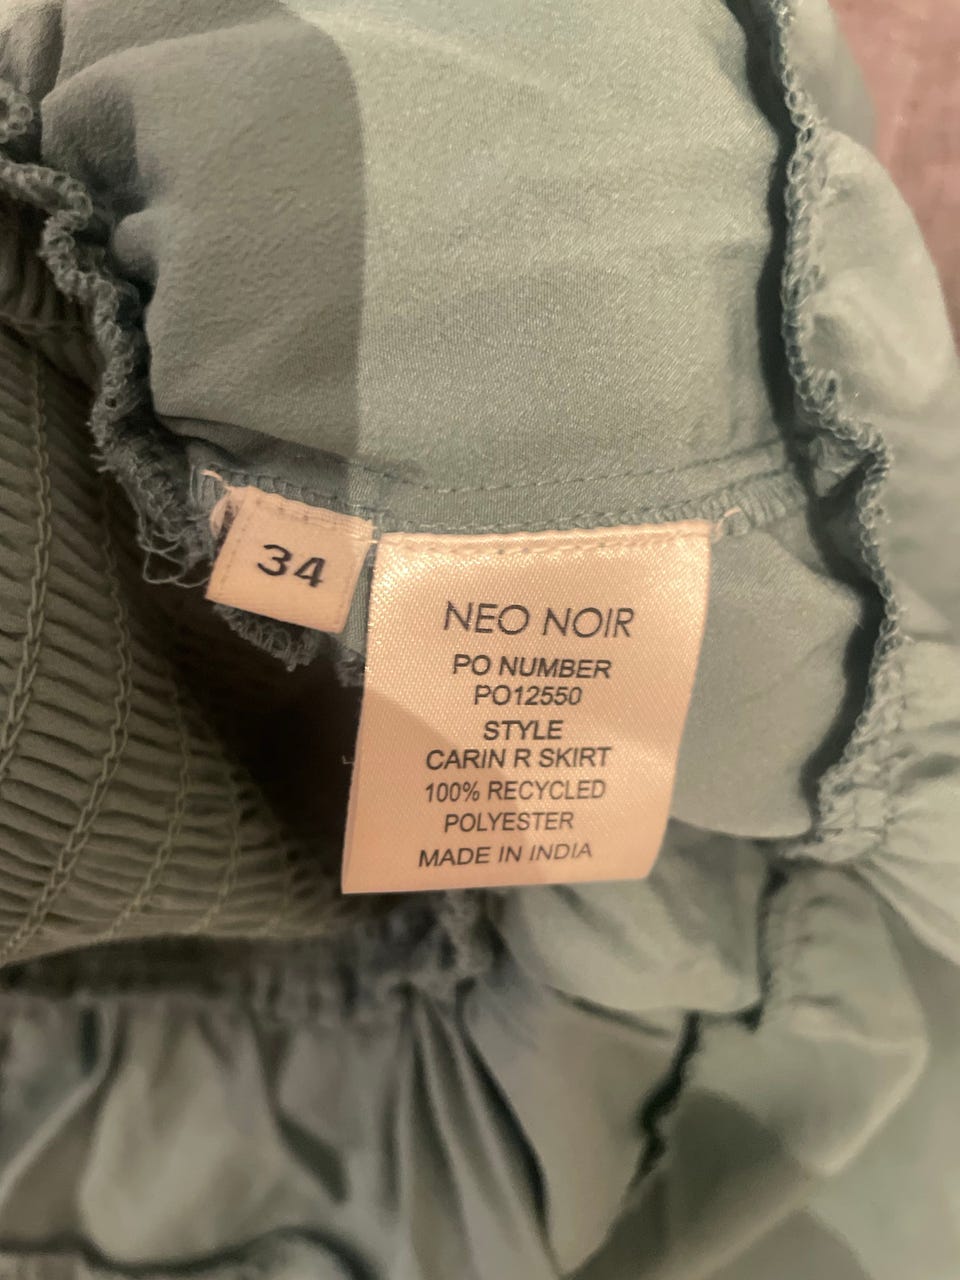 34
NEO NOIR
PO NUMBER
PO12550
STYLE
CARIN R SKIRT
100% RECYCLED
POLYESTER
MADE IN INDIA